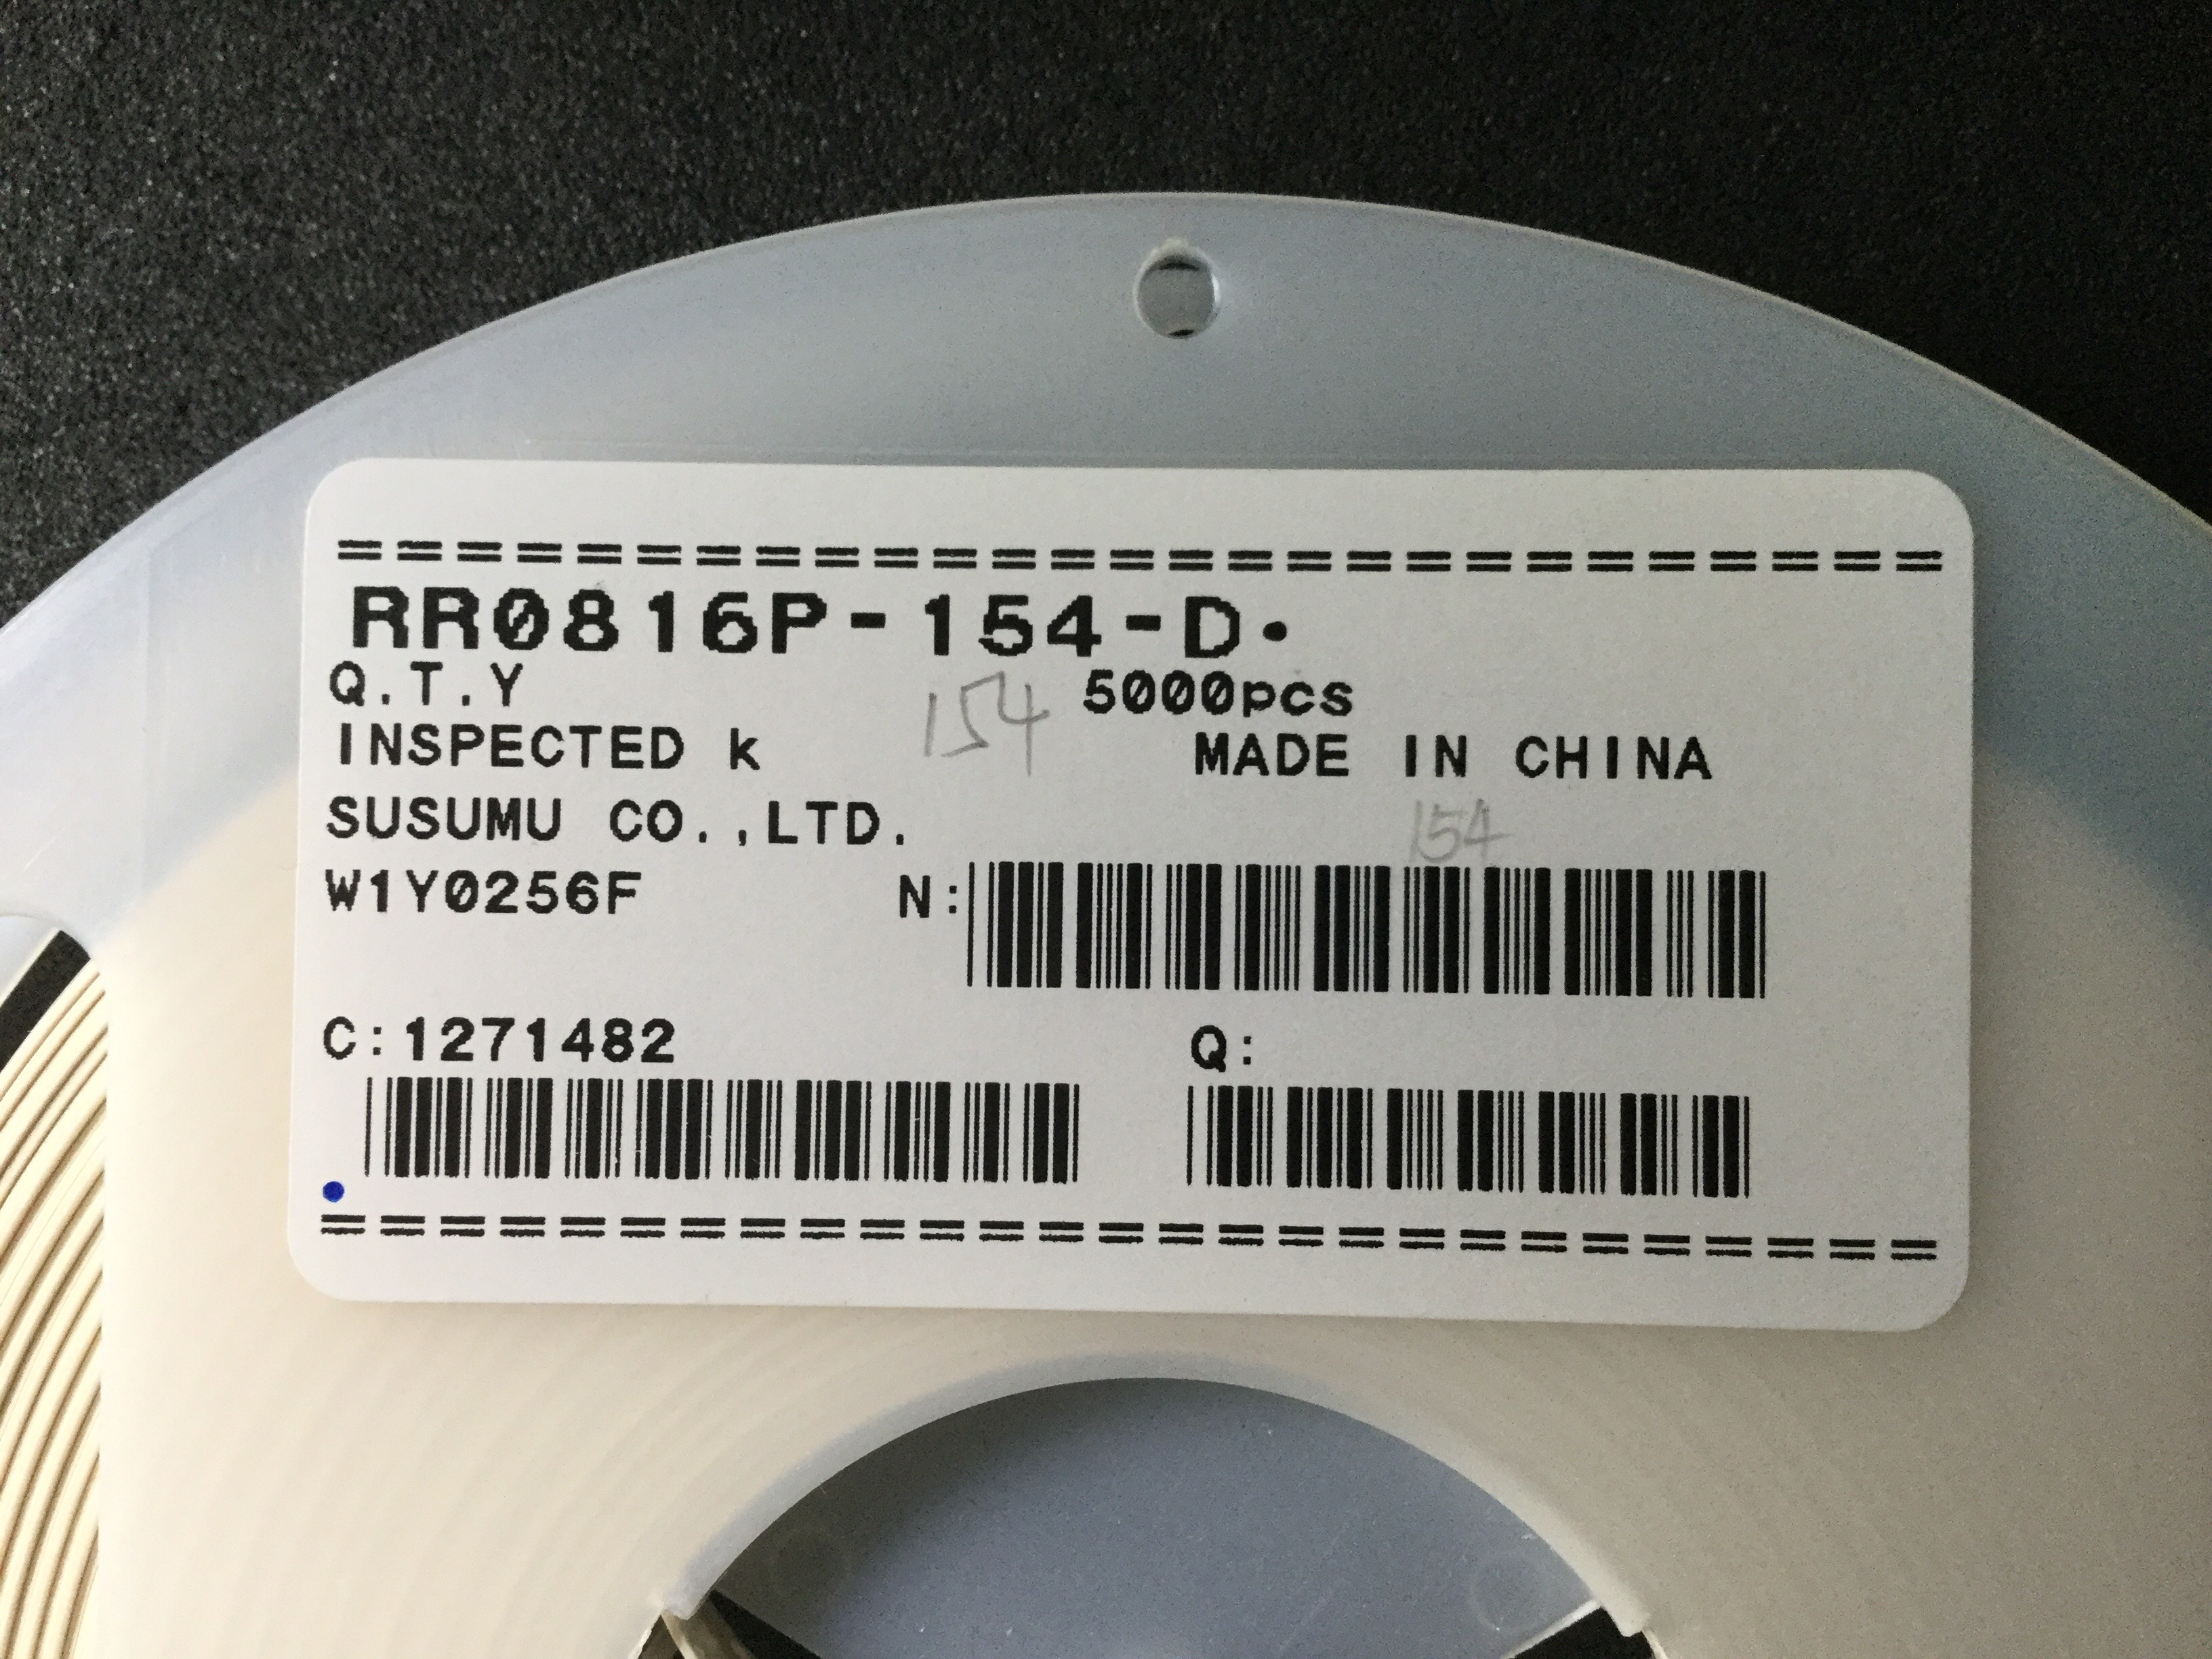 ==============================
RR0816P-154-D•
Q.T.Y 5000pcs
154
INSPECTED k MADE IN CHINA
154
SUSUMU CO.,LTD.
W1Y0256F N:
C:1271482 Q:
==============================